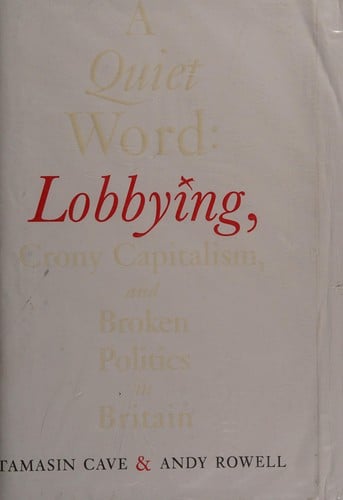 A
Quiet
Word:
Lobbying,
Crony Capitalism,
and
Broken
Politics
in
Britain
TAMASIN CAVE & ANDY ROWELL